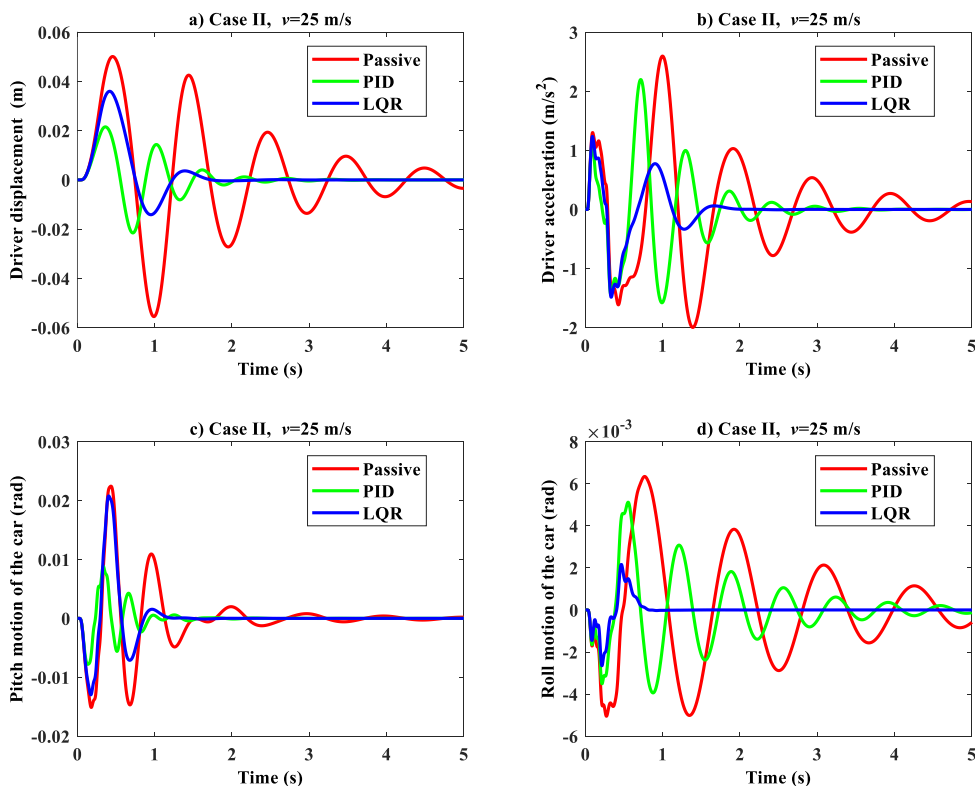 a) Case II, v=25 m/s
Driver displacement (m)
0.06
0.04
0.02
0
-0.02
-0.04
-0.06
Passive
PID
LQR
0 1 2 3 4 5
Time (s)
b) Case II, v=25 m/s
Driver acceleration (m/s²)
3
2
1
0
-1
-2
Passive
PID
LQR
0 1 2 3 4 5
Time (s)
c) Case II, v=25 m/s
Pitch motion of the car (rad)
0.03
0.02
0.01
0
-0.01
-0.02
Passive
PID
LQR
0 1 2 3 4 5
Time (s)
d) Case II, v=25 m/s
×10⁻³
Roll motion of the car (rad)
8
6
4
2
0
-2
-4
-6
Passive
PID
LQR
0 1 2 3 4 5
Time (s)